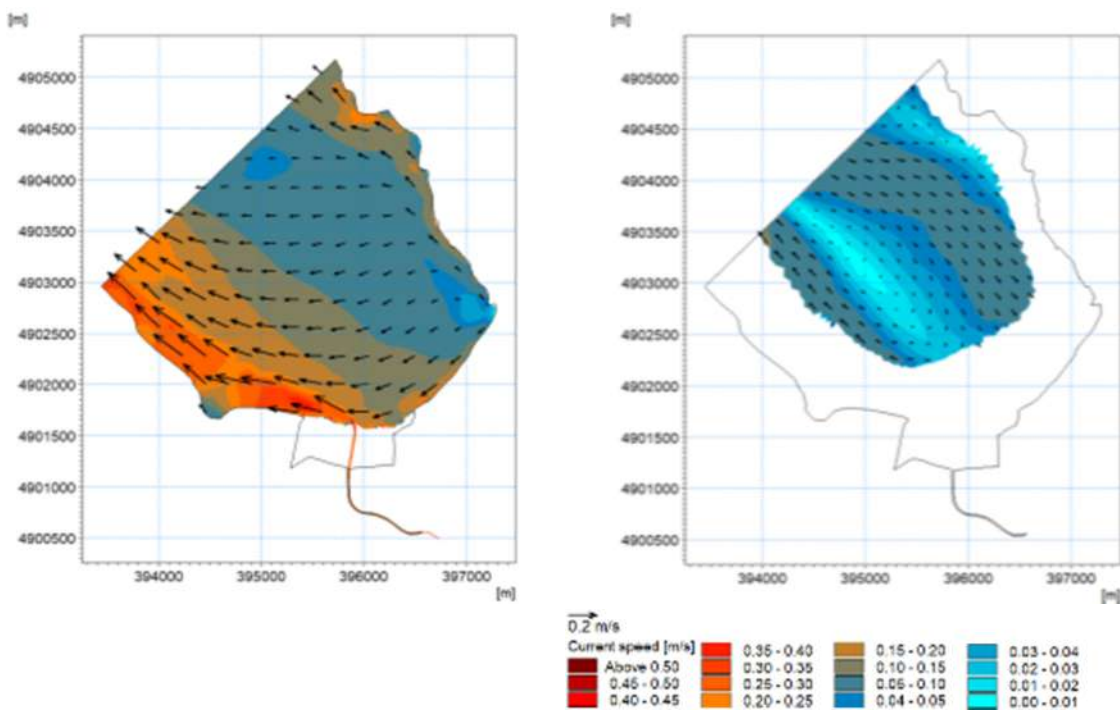 [m]
[m]
4905000
4904500
4904000
4903500
4903000
4902500
4902000
4901500
4901000
4900500
394000 395000 396000 397000
[m]
4905000
4904500
4904000
4903500
4903000
4902500
4902000
4901500
4901000
4900500
394000 395000 396000 397000
[m]
0.2 m/s
Current speed [m/s]
Above 0.50
0.45 - 0.50
0.40 - 0.45
0.35 - 0.40
0.30 - 0.35
0.25 - 0.30
0.20 - 0.25
0.15 - 0.20
0.10 - 0.15
0.05 - 0.10
0.04 - 0.05
0.03 - 0.04
0.02 - 0.03
0.01 - 0.02
0.00 - 0.01